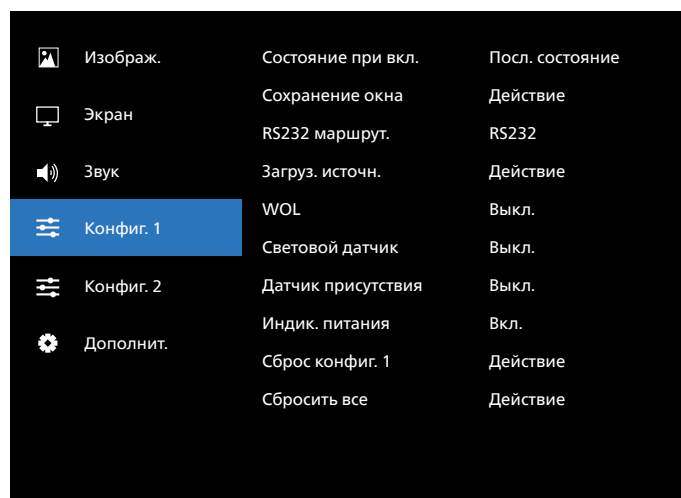 Изображ.
Экран
Звук
Конфиг. 1
Конфиг. 2
Дополнит.
Состояние при вкл. Посл. состояние
Сохранение окна Действие
RS232 маршрут. RS232
Загруз. источн. Действие
WOL Выкл.
Световой датчик Выкл.
Датчик присутствия Выкл.
Индик. питания Вкл.
Сброс конфиг. 1 Действие
Сбросить все Действие